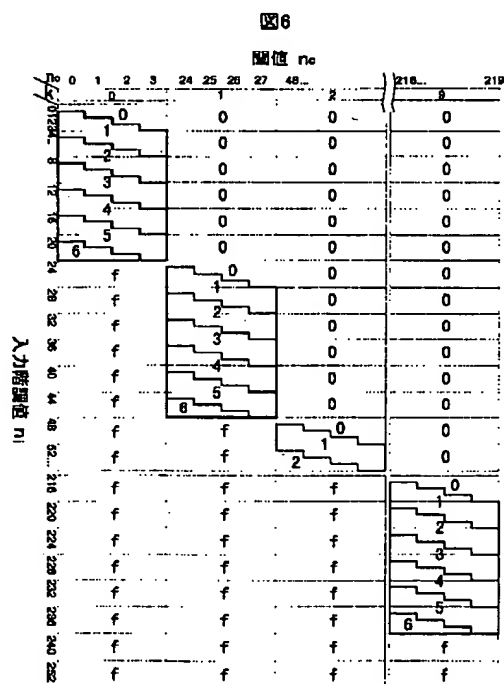 図6
閾値 nc
nc 0 1 2 3 24 25 26 27 48... 216... 219
0 1 2 9
01234...
0 0 0 0
1
8 2 0 0 0
3 0 0 0
12 4 0 0 0
16 5 0 0 0
20 6 0 0 0
24 f 0 0 0
1
28 f 2 0 0
32 f 3 0 0
36 f 4 0 0
40 f 5 0 0
44 f 6 0 0
48 f f 0 0
1
52... f f 2 0
216 f f f 0
1
220 f f f 2
224 f f f 3
228 f f f 4
232 f f f 5
236 f f f 6
240 f f f f
252 f f f f
入力階調値 ni